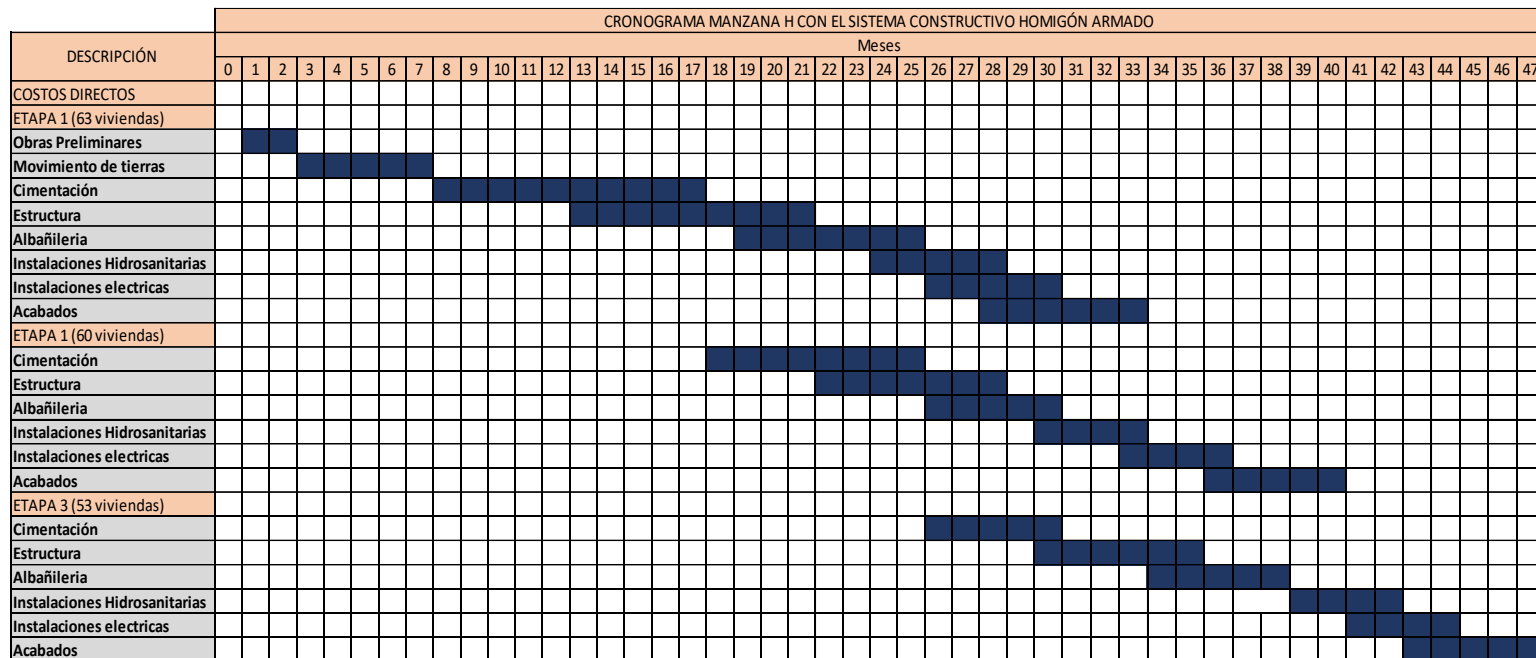 CRONOGRAMA MANZANA H CON EL SISTEMA CONSTRUCTIVO HOMIGÓN ARMADO
DESCRIPCIÓN
Meses
0 1 2 3 4 5 6 7 8 9 10 11 12 13 14 15 16 17 18 19 20 21 22 23 24 25 26 27 28 29 30 31 32 33 34 35 36 37 38 39 40 41 42 43 44 45 46 47
COSTOS DIRECTOS
ETAPA 1 (63 viviendas)
Obras Preliminares
Movimiento de tierras
Cimentación
Estructura
Albañileria
Instalaciones Hidrosanitarias
Instalaciones electricas
Acabados
ETAPA 1 (60 viviendas)
Cimentación
Estructura
Albañileria
Instalaciones Hidrosanitarias
Instalaciones electricas
Acabados
ETAPA 3 (53 viviendas)
Cimentación
Estructura
Albañileria
Instalaciones Hidrosanitarias
Instalaciones electricas
Acabados